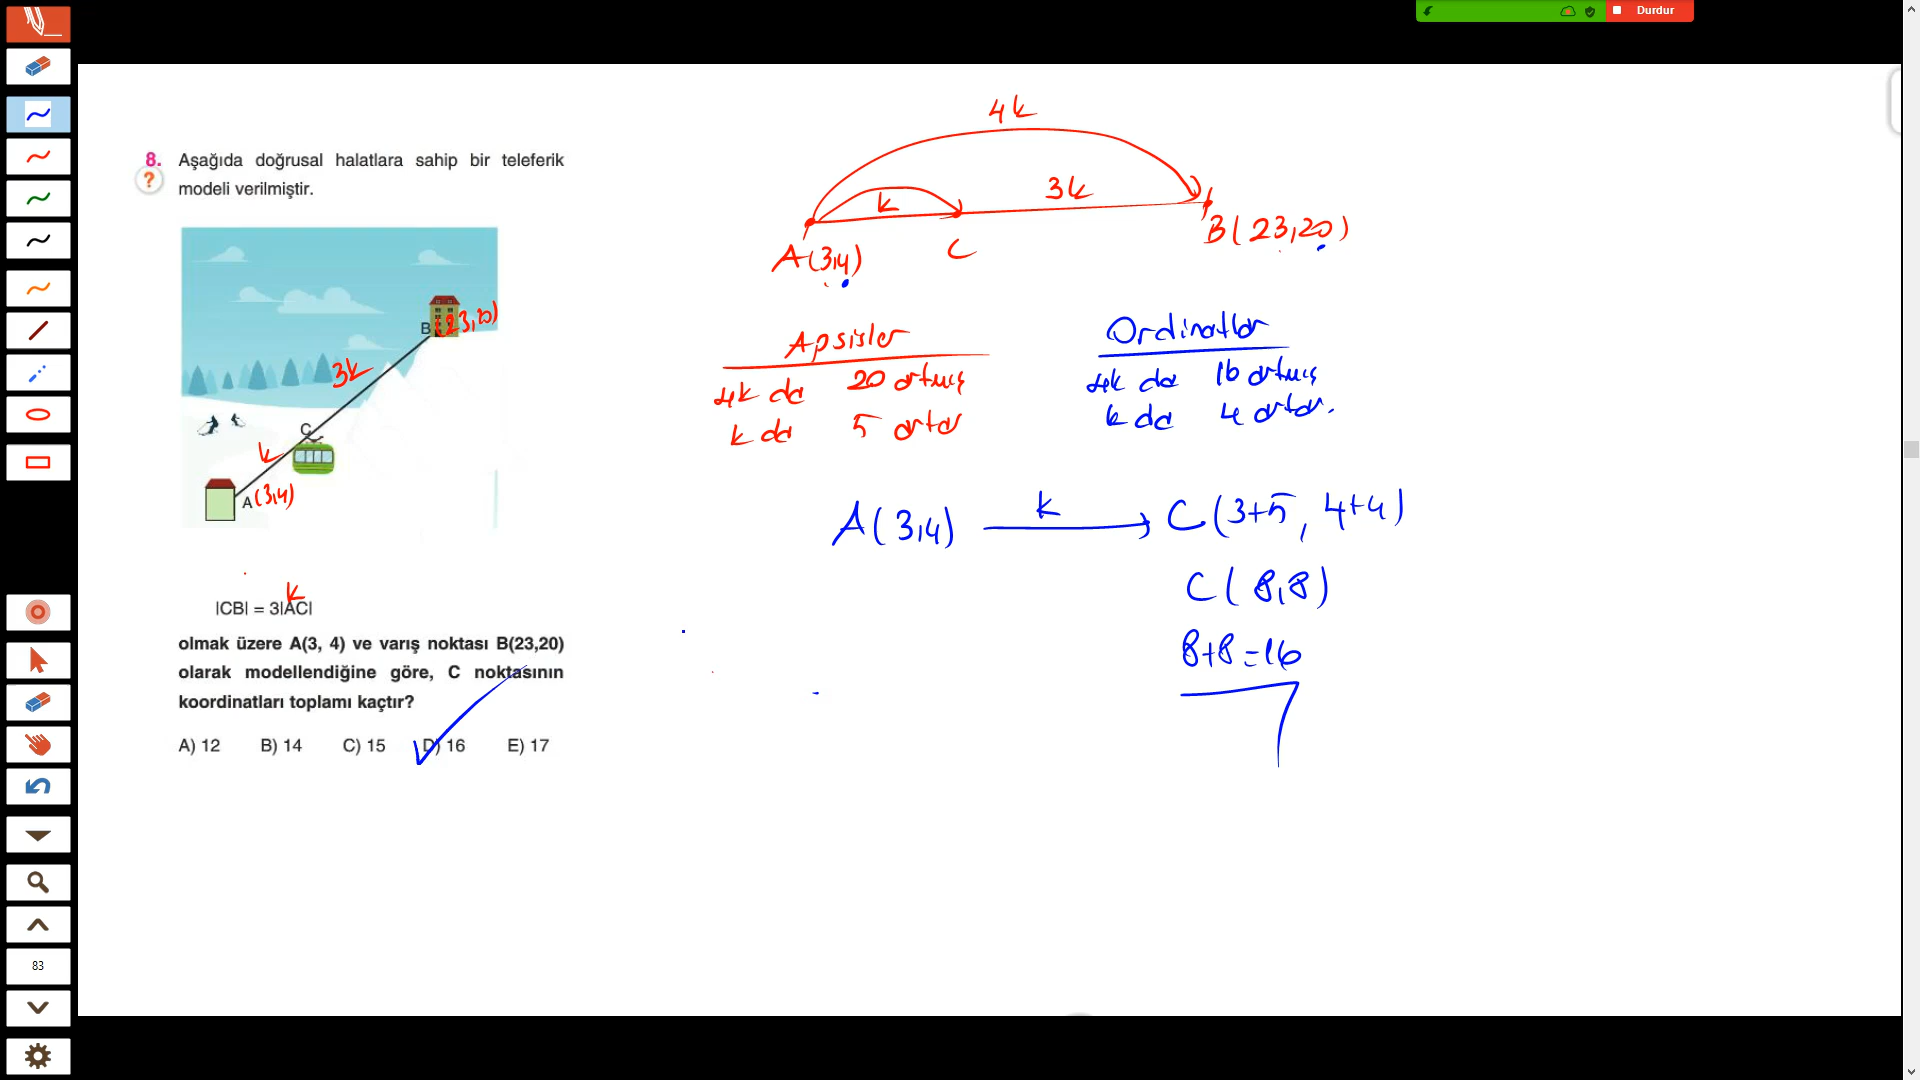 Durdur
8. Aşağıda doğrusal halatlara sahip bir teleferik
? modeli verilmiştir.
B(23,20)
3k
C
k
A(3,4)
k
|CB| = 3|AC|
olmak üzere A(3, 4) ve varış noktası B(23,20)
olarak modellendiğine göre, C noktasının
koordinatları toplamı kaçtır?
A) 12 B) 14 C) 15 D) 16 E) 17
4k
k 3k
A(3,4) C B(23,20)
Apsisler
4k da 20 artmış
k da 5 artar
Ordinatlar
4k da 16 artmış
k da 4 artar.
A(3,4) k C(3+5, 4+4)
C(8,8)
8+8=16
83